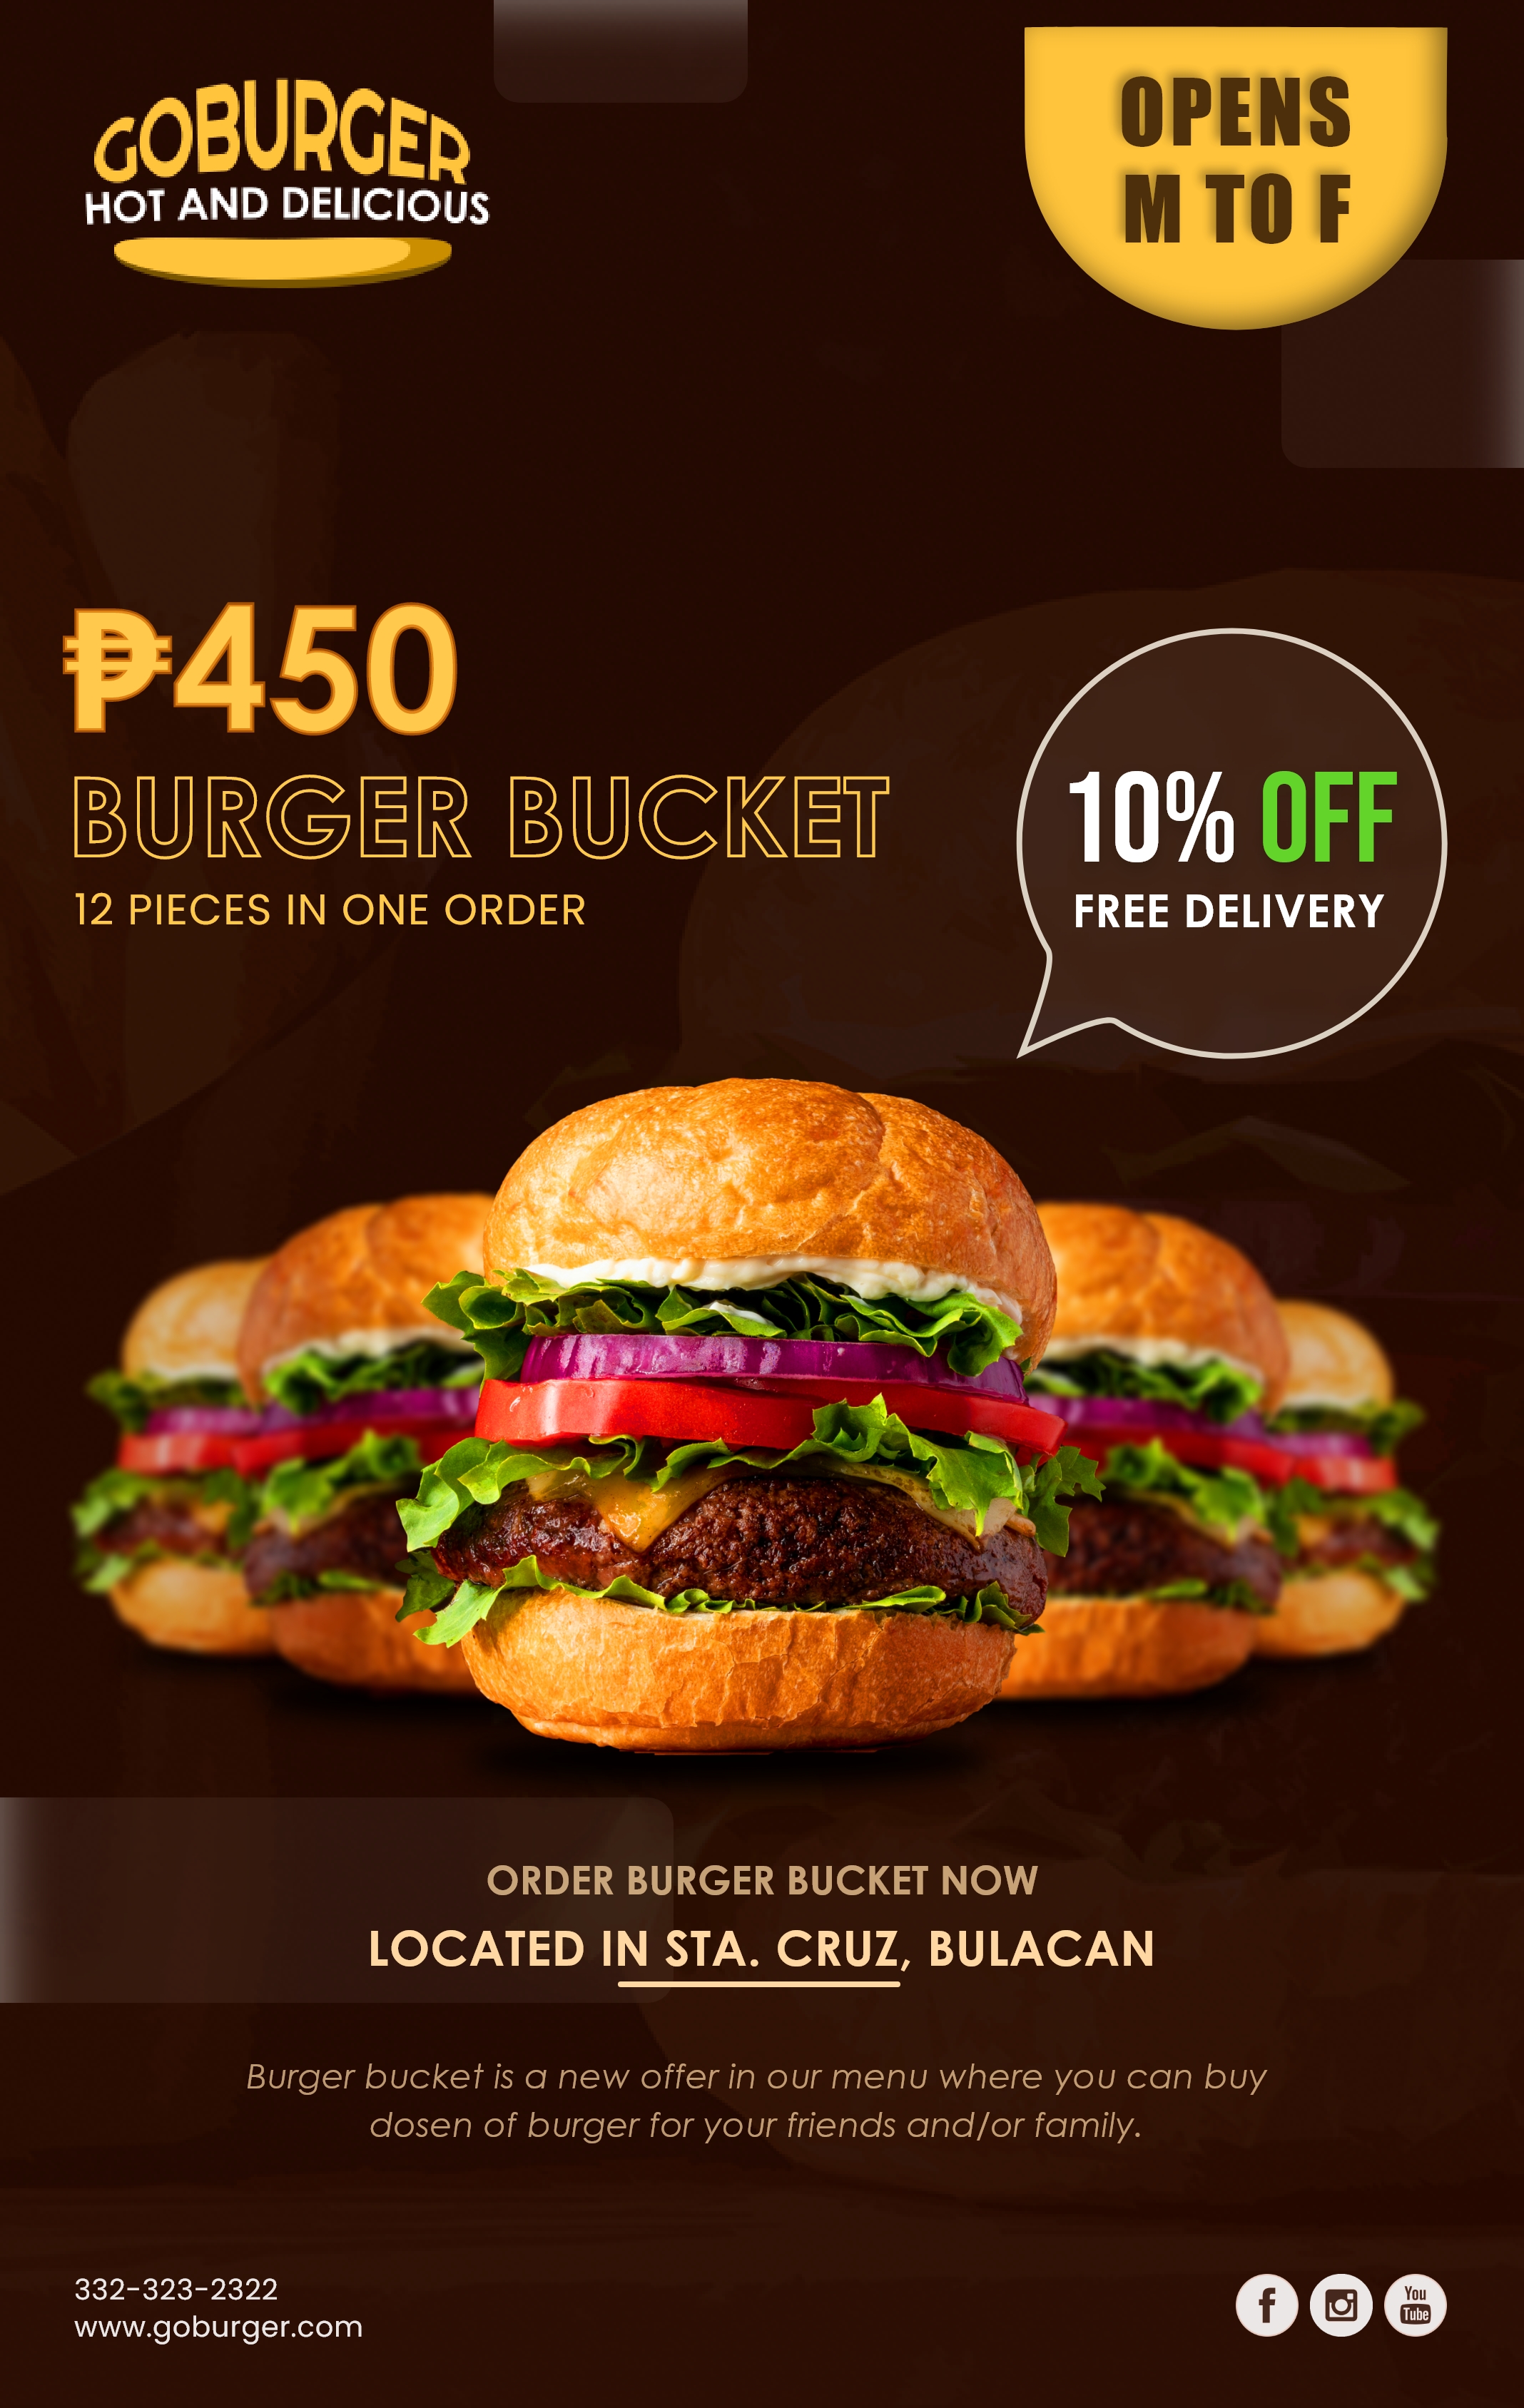 GOBURGER
HOT AND DELICIOUS
OPENS
M TO F
₱450
BURGER BUCKET
12 PIECES IN ONE ORDER
10% OFF
FREE DELIVERY
ORDER BURGER BUCKET NOW
LOCATED IN STA. CRUZ, BULACAN
Burger bucket is a new offer in our menu where you can buy
dosen of burger for your friends and/or family.
332-323-2322
www.goburger.com
You
Tube